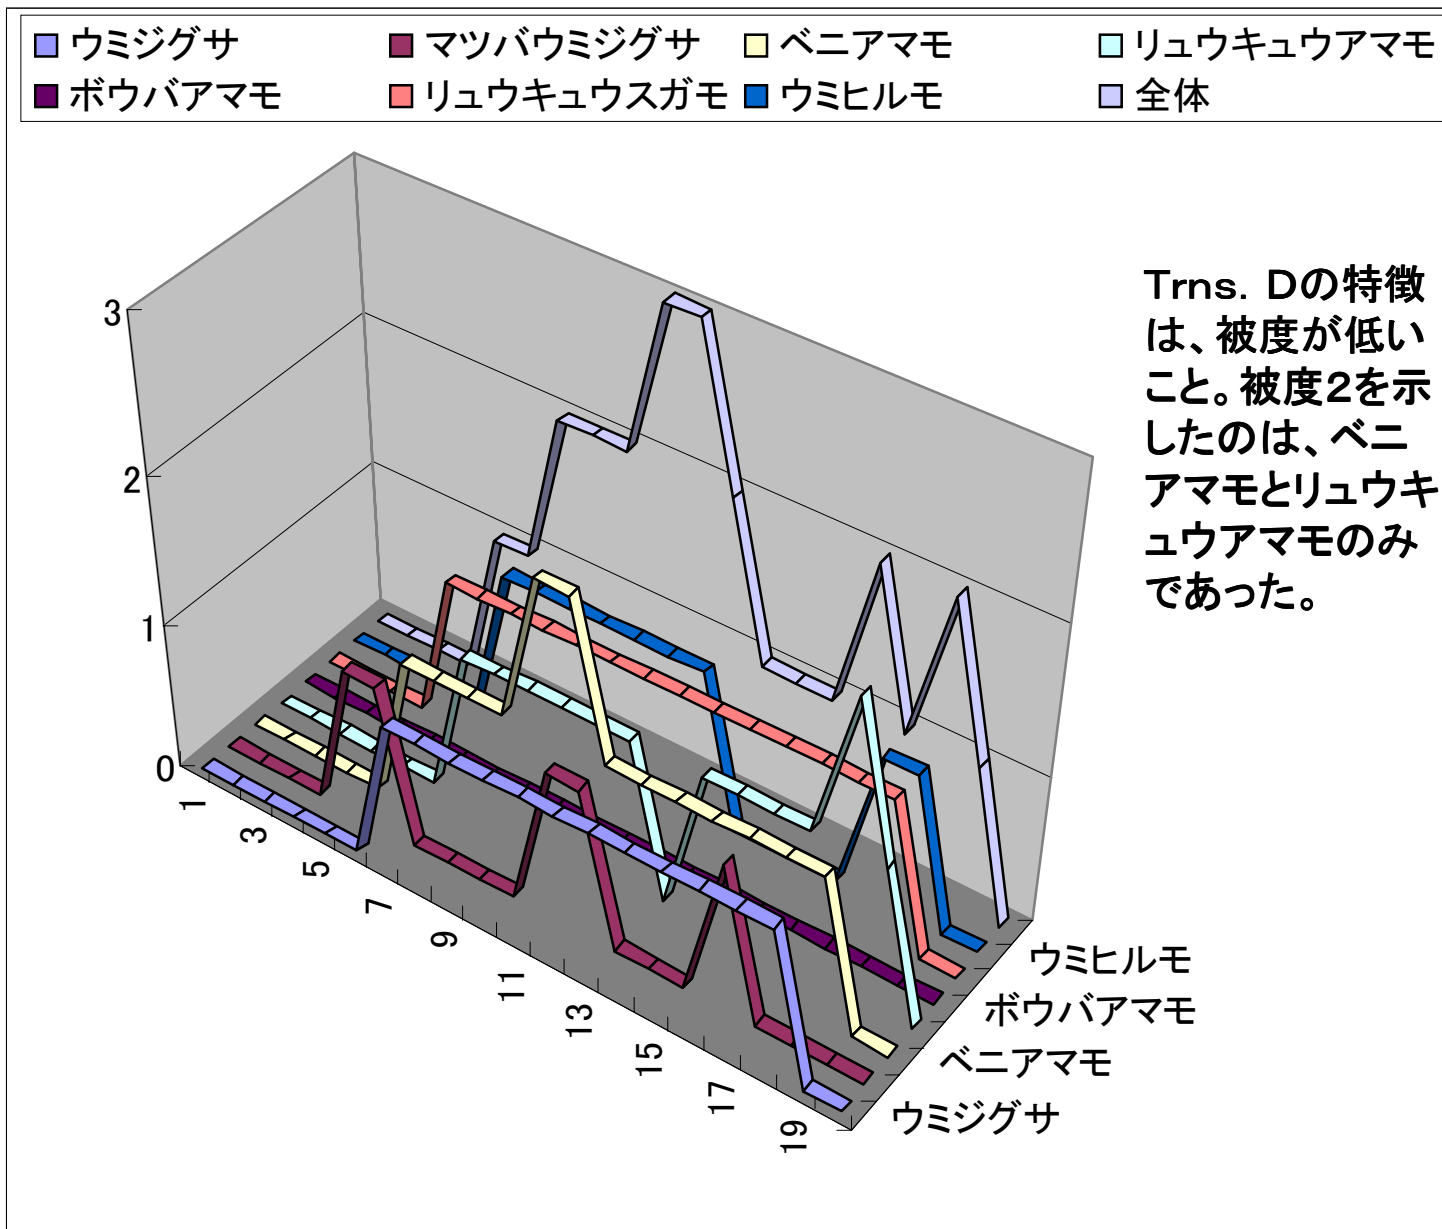 ウミジグサ マツバウミジグサ ベニアマモ リュウキュウアマモ
ボウバアマモ リュウキュウスガモ ウミヒルモ 全体
Trns. Dの特徴
は、被度が低い
こと。被度2を示
したのは、ベニ
アマモとリュウキ
ュウアマモのみ
であった。
3
2
1
0
1
3
5
7
9
11
13
15
17
19
ウミヒルモ
ボウバアマモ
ベニアマモ
ウミジグサ